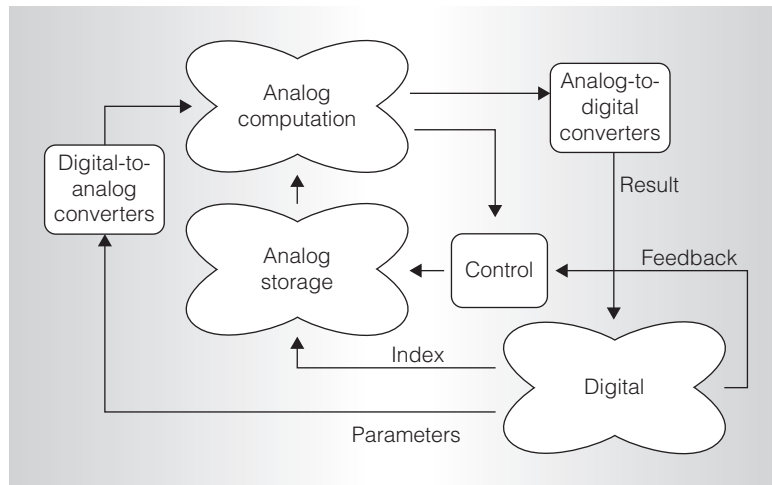 Analog
computation
Analog-to-
digital
converters
Digital-to-
analog
converters
Result
Analog
storage
Control
Feedback
Index
Digital
Parameters